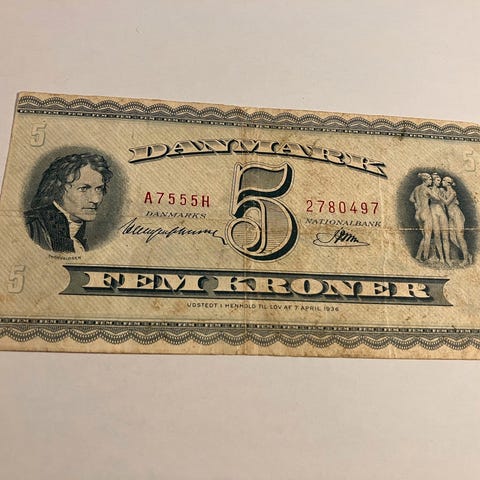 5
5
DANMARK
A7555H
5
2780497
DANMARKS
NATIONALBANK
THORVALDSEN
5
FEM KRONER
UDSTEDT I HENHOLD TIL LOV AF 7 APRIL 1936